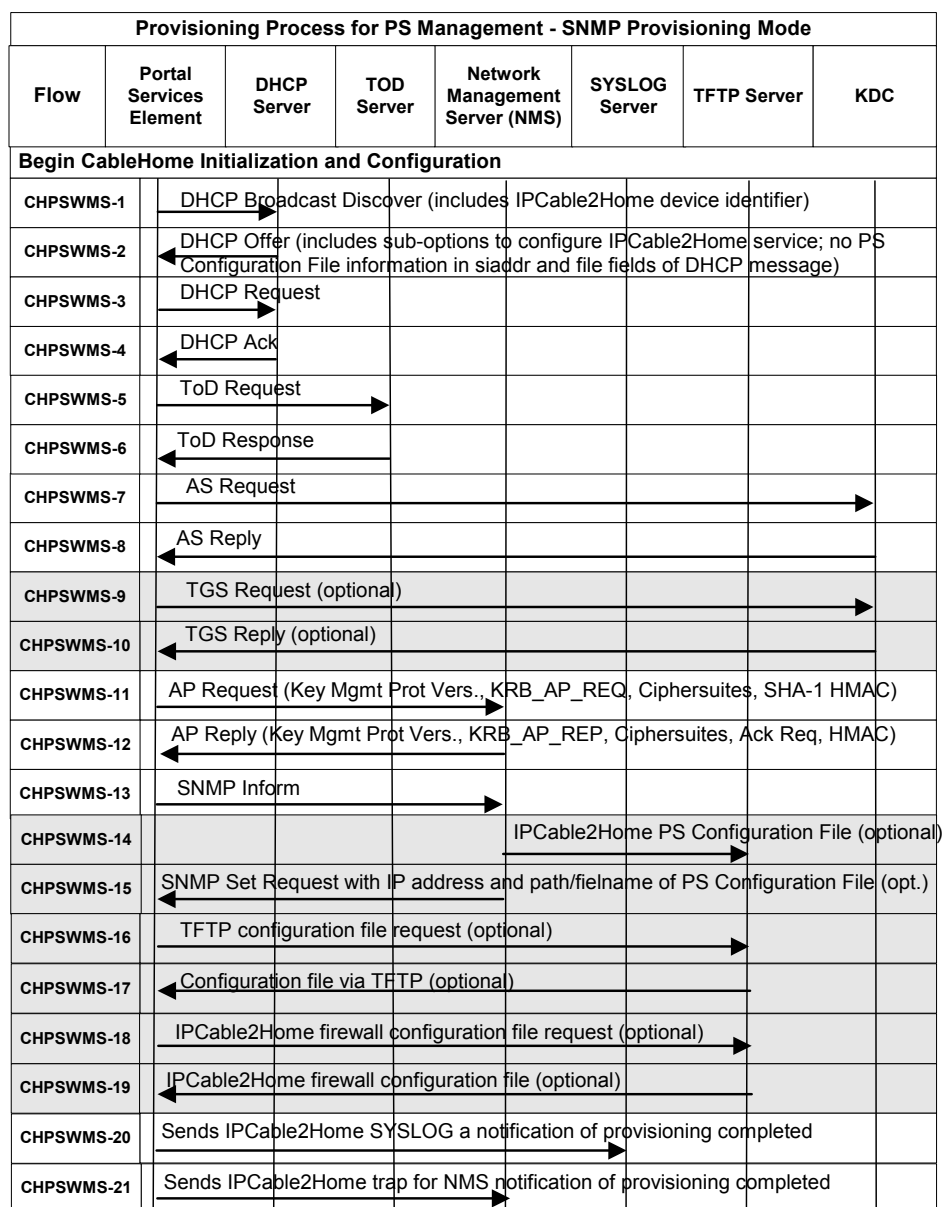 Provisioning Process for PS Management - SNMP Provisioning Mode
Flow
Portal
Services
Element
DHCP
Server
TOD
Server
Network
Management
Server (NMS)
SYSLOG
Server
TFTP Server
KDC
Begin CableHome Initialization and Configuration
CHPSWMS-1
DHCP Broadcast Discover (includes IPCable2Home device identifier)
CHPSWMS-2
DHCP Offer (includes sub-options to configure IPCable2Home service; no PS
Configuration File information in siaddr and file fields of DHCP message)
CHPSWMS-3
DHCP Request
CHPSWMS-4
DHCP Ack
CHPSWMS-5
ToD Request
CHPSWMS-6
ToD Response
CHPSWMS-7
AS Request
CHPSWMS-8
AS Reply
CHPSWMS-9
TGS Request (optional)
CHPSWMS-10
TGS Reply (optional)
CHPSWMS-11
AP Request (Key Mgmt Prot Vers., KRB_AP_REQ, Ciphersuites, SHA-1 HMAC)
CHPSWMS-12
AP Reply (Key Mgmt Prot Vers., KRB_AP_REP, Ciphersuites, Ack Req, HMAC)
CHPSWMS-13
SNMP Inform
CHPSWMS-14
IPCable2Home PS Configuration File (optional)
CHPSWMS-15
SNMP Set Request with IP address and path/fielname of PS Configuration File (opt.)
CHPSWMS-16
TFTP configuration file request (optional)
CHPSWMS-17
Configuration file via TFTP (optional)
CHPSWMS-18
IPCable2Home firewall configuration file request (optional)
CHPSWMS-19
IPCable2Home firewall configuration file (optional)
CHPSWMS-20
Sends IPCable2Home SYSLOG a notification of provisioning completed
CHPSWMS-21
Sends IPCable2Home trap for NMS notification of provisioning completed